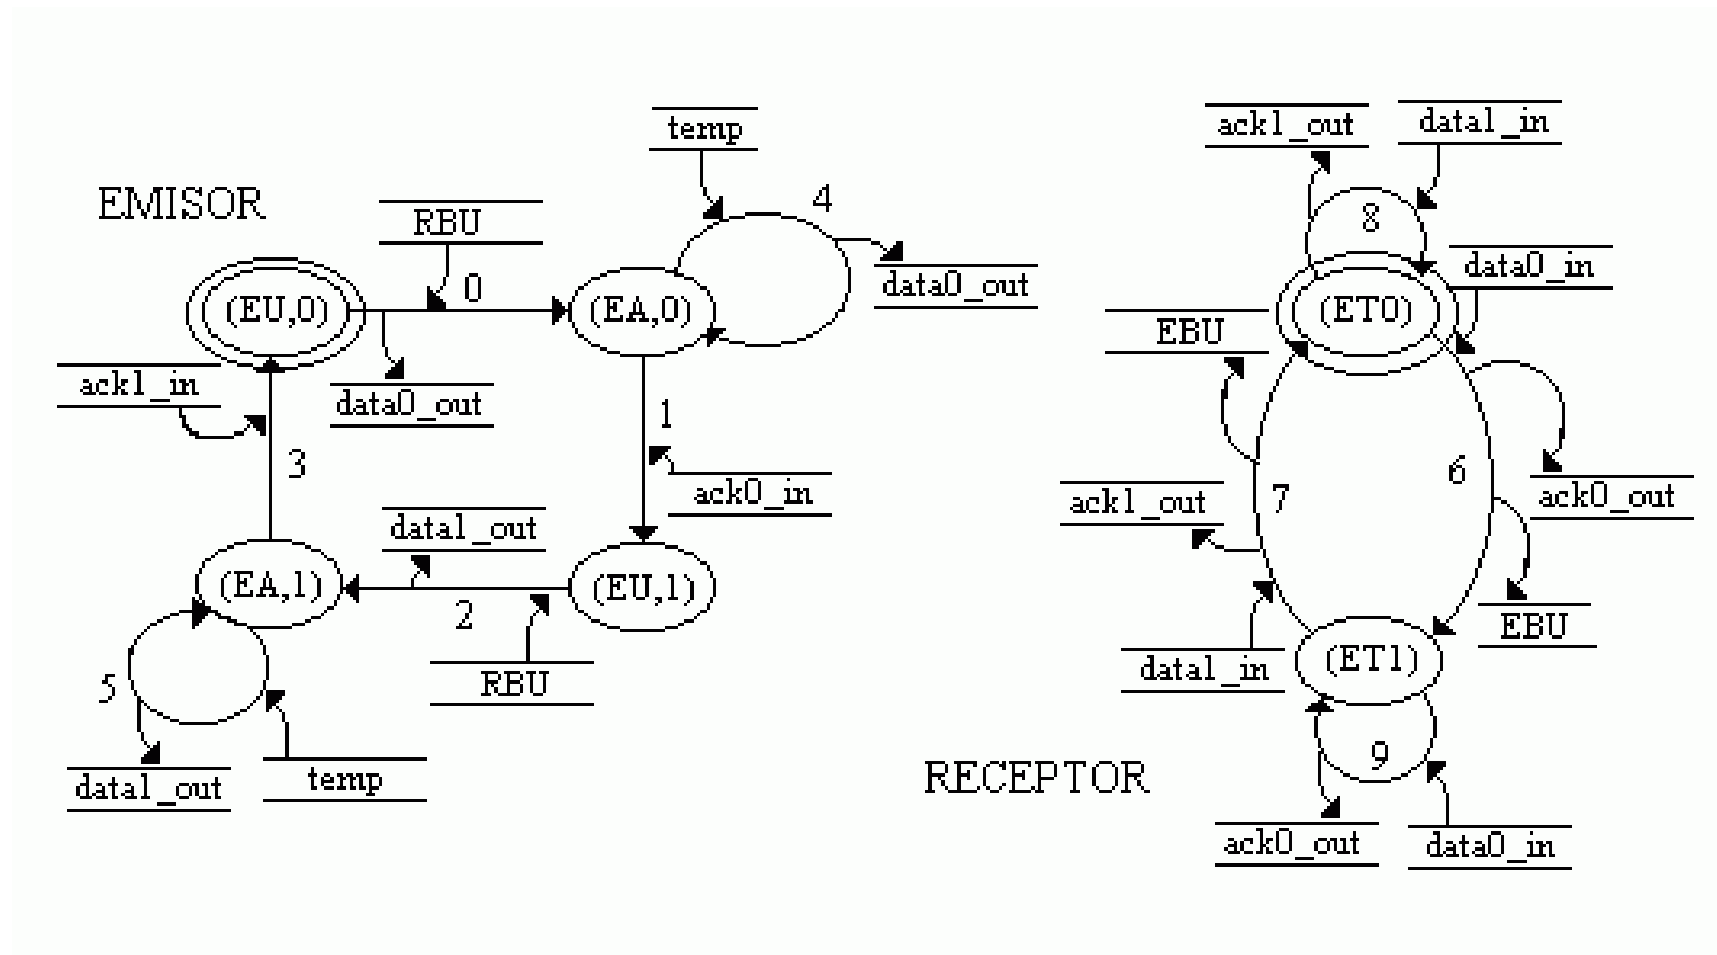 EMISOR
RBU
0
(EU,0)
data0_out
ack1_in
3
(EA,0)
temp
4
data0_out
1
ack0_in
(EU,1)
data1_out
2
RBU
(EA,1)
5
data1_out
temp
RECEPTOR
ack1_out
data1_in
8
(ET0)
data0_in
EBU
ack1_out
7
data1_in
6
ack0_out
EBU
(ET1)
9
ack0_out
data0_in